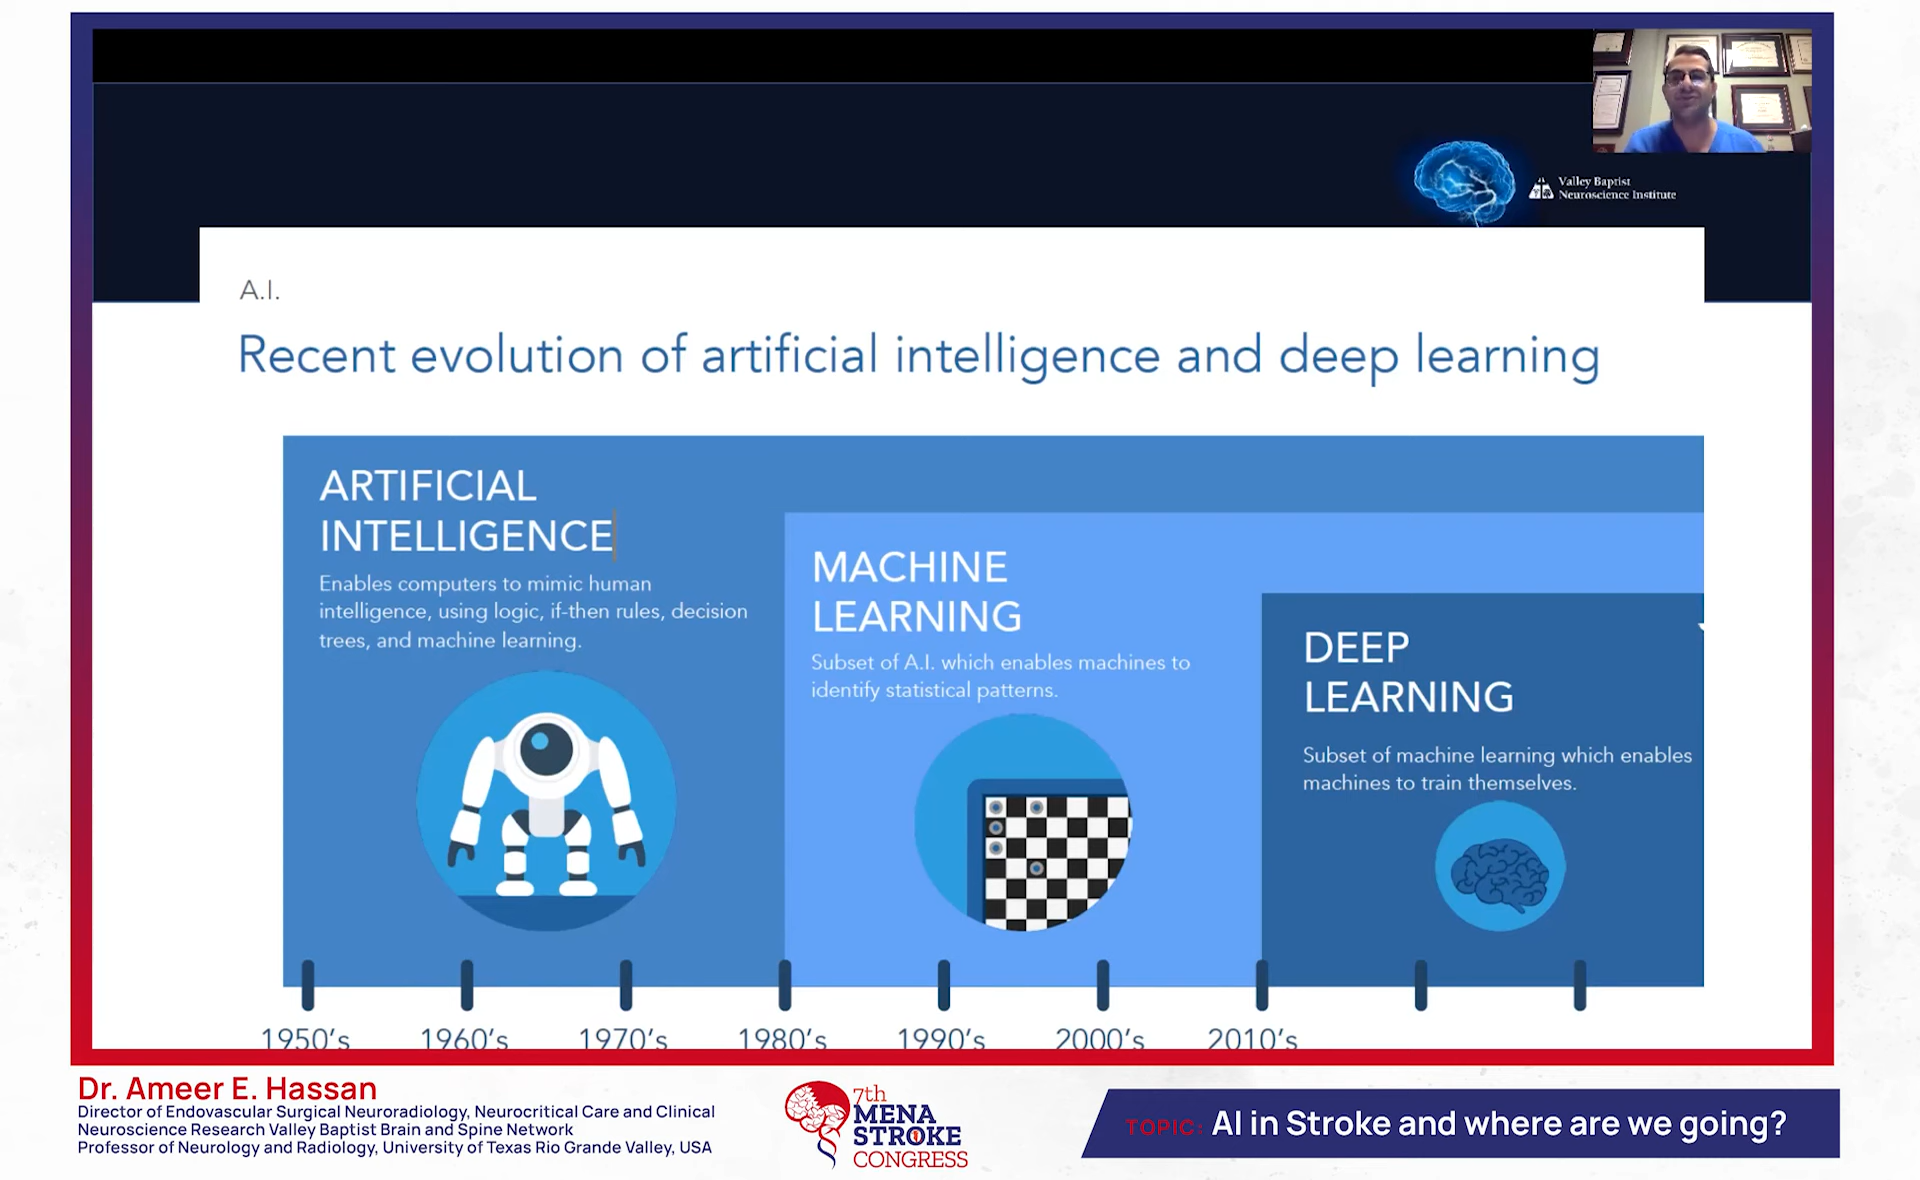 Valley Baptist
Neuroscience Institute
A.I.
Recent evolution of artificial intelligence and deep learning
ARTIFICIAL
INTELLIGENCE
Enables computers to mimic human
intelligence, using logic, if-then rules, decision
trees, and machine learning.
MACHINE
LEARNING
Subset of A.I. which enables machines to
identify statistical patterns.
DEEP
LEARNING
Subset of machine learning which enables
machines to train themselves.
1950's 1960's 1970's 1980's 1990's 2000's 2010's
Dr. Ameer E. Hassan
Director of Endovascular Surgical Neuroradiology, Neurocritical Care and Clinical
Neuroscience Research Valley Baptist Brain and Spine Network
Professor of Neurology and Radiology, University of Texas Rio Grande Valley, USA
7th
MENA
STROKE
CONGRESS
TOPIC: AI in Stroke and where are we going?